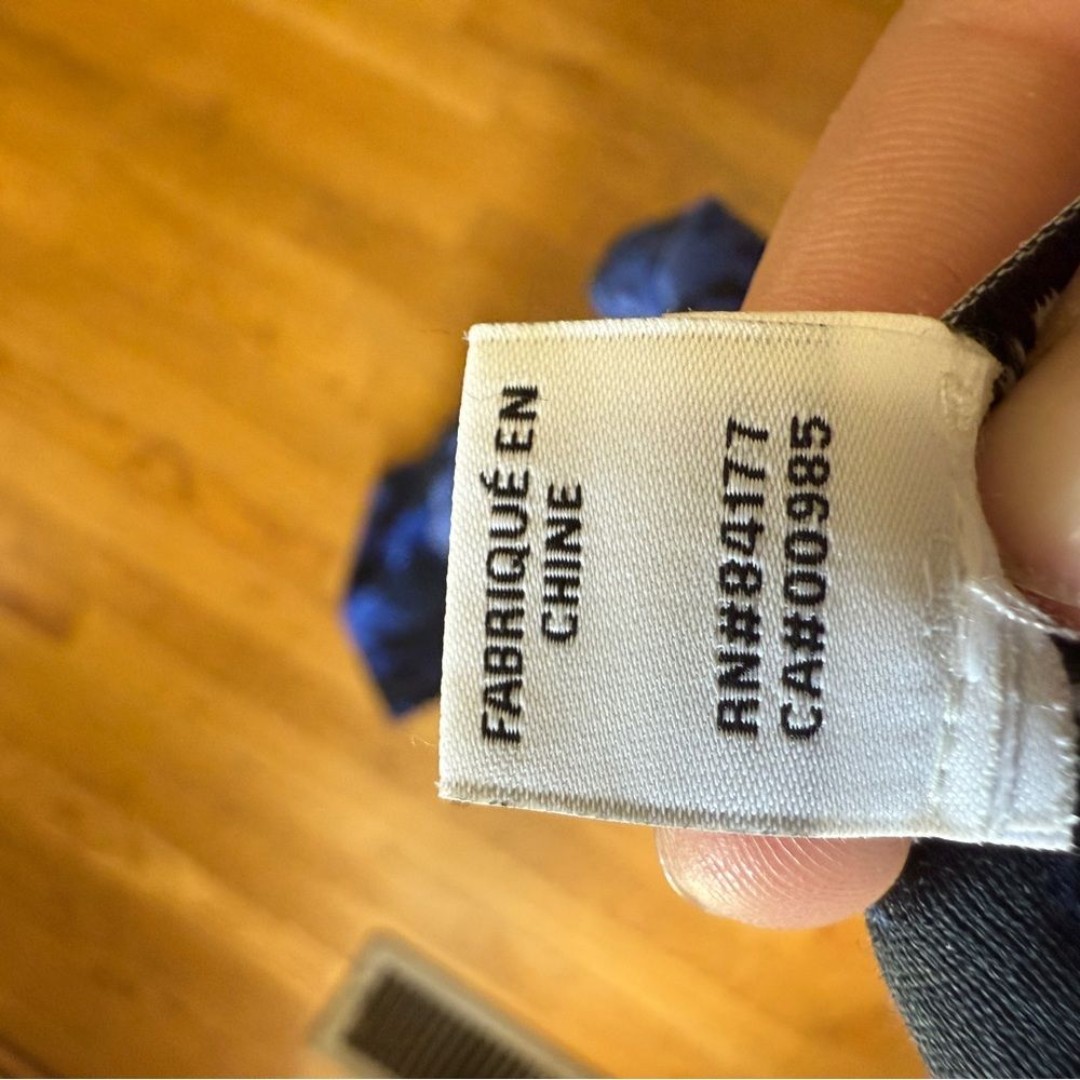 FABRIQUÉ EN
CHINE
RN#84177
CA#00985